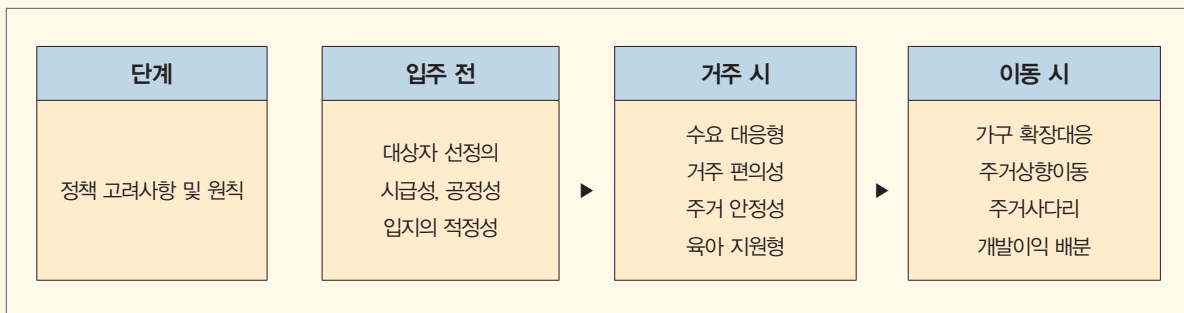 단계
정책 고려사항 및 원칙
입주 전
대상자 선정의
시급성, 공정성
입지의 적정성
▶
거주 시
수요 대응형
거주 편의성
주거 안정성
육아 지원형
▶
이동 시
가구 확장대응
주거상향이동
주거사다리
개발이익 배분